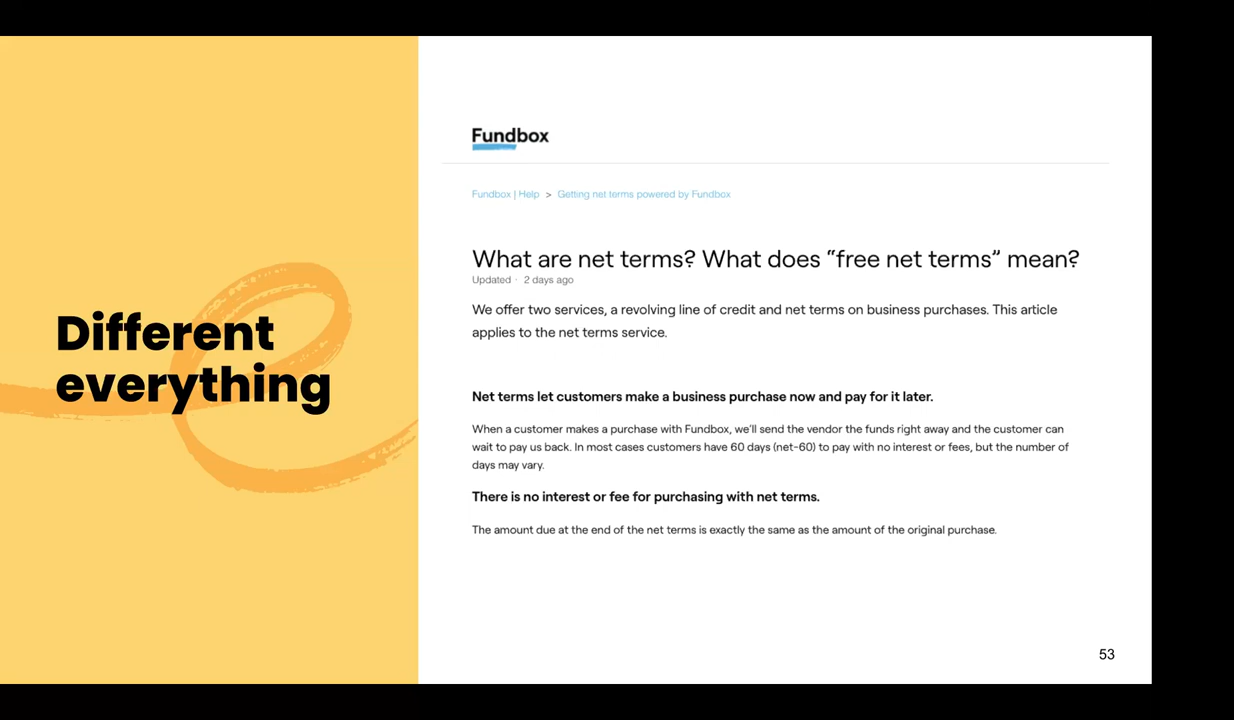 Different
everything
Fundbox
Fundbox | Help > Getting net terms powered by Fundbox
What are net terms? What does “free net terms” mean?
Updated · 2 days ago
We offer two services, a revolving line of credit and net terms on business purchases. This article
applies to the net terms service.
Net terms let customers make a business purchase now and pay for it later.
When a customer makes a purchase with Fundbox, we’ll send the vendor the funds right away and the customer can
wait to pay us back. In most cases customers have 60 days (net-60) to pay with no interest or fees, but the number of
days may vary.
There is no interest or fee for purchasing with net terms.
The amount due at the end of the net terms is exactly the same as the amount of the original purchase.
53